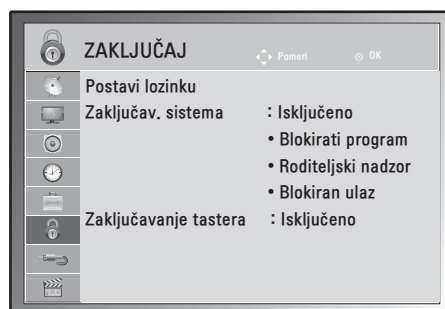 ZAKLJUČAJ
Pomeri OK
Postavi lozinku
Zaključav. sistema : Isključeno
• Blokirati program
• Roditeljski nadzor
• Blokiran ulaz
Zaključavanje tastera : Isključeno